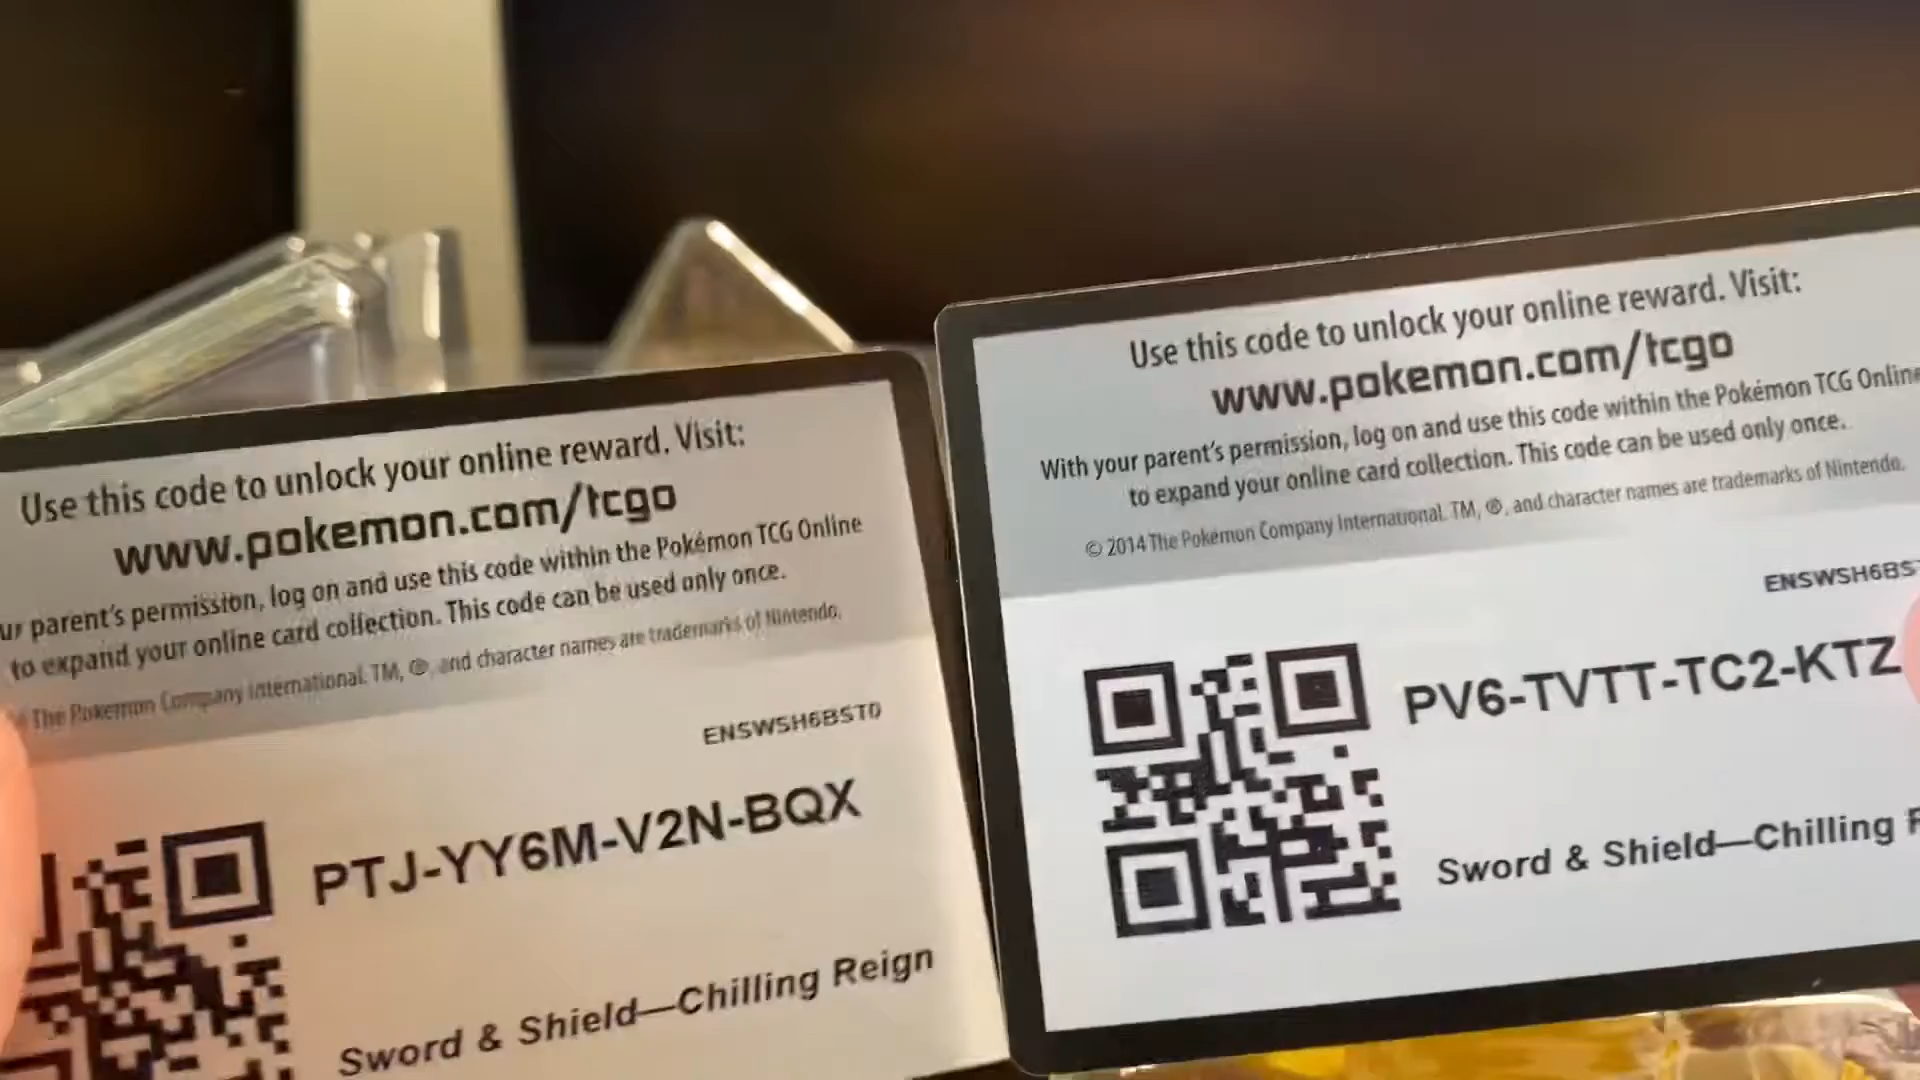 Use this code to unlock your online reward. Visit:
www.pokemon.com/tcgo
ur parent's permission, log on and use this code within the Pokémon TCG Online
to expand your online card collection. This code can be used only once.
The Pokémon Company International. TM, ®, and character names are trademarks of Nintendo.
ENSWSH6BST0
PTJ-YY6M-V2N-BQX
Sword & Shield—Chilling Reign
Use this code to unlock your online reward. Visit:
www.pokemon.com/tcgo
With your parent's permission, log on and use this code within the Pokémon TCG Online
to expand your online card collection. This code can be used only once.
© 2014 The Pokémon Company International. TM, ®, and character names are trademarks of Nintendo.
ENSWSH6BS
PV6-TVTT-TC2-KTZ
Sword & Shield—Chilling